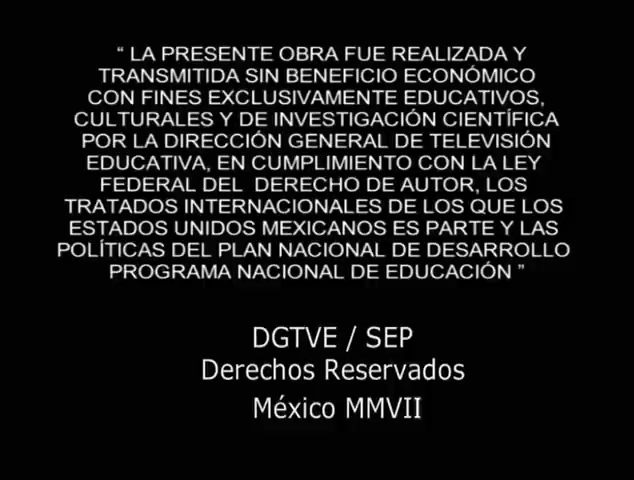 “ LA PRESENTE OBRA FUE REALIZADA Y
TRANSMITIDA SIN BENEFICIO ECONÓMICO
CON FINES EXCLUSIVAMENTE EDUCATIVOS,
CULTURALES Y DE INVESTIGACIÓN CIENTÍFICA
POR LA DIRECCIÓN GENERAL DE TELEVISIÓN
EDUCATIVA, EN CUMPLIMIENTO CON LA LEY
FEDERAL DEL DERECHO DE AUTOR, LOS
TRATADOS INTERNACIONALES DE LOS QUE LOS
ESTADOS UNIDOS MEXICANOS ES PARTE Y LAS
POLÍTICAS DEL PLAN NACIONAL DE DESARROLLO
PROGRAMA NACIONAL DE EDUCACIÓN ”
DGTVE / SEP
Derechos Reservados
México MMVII